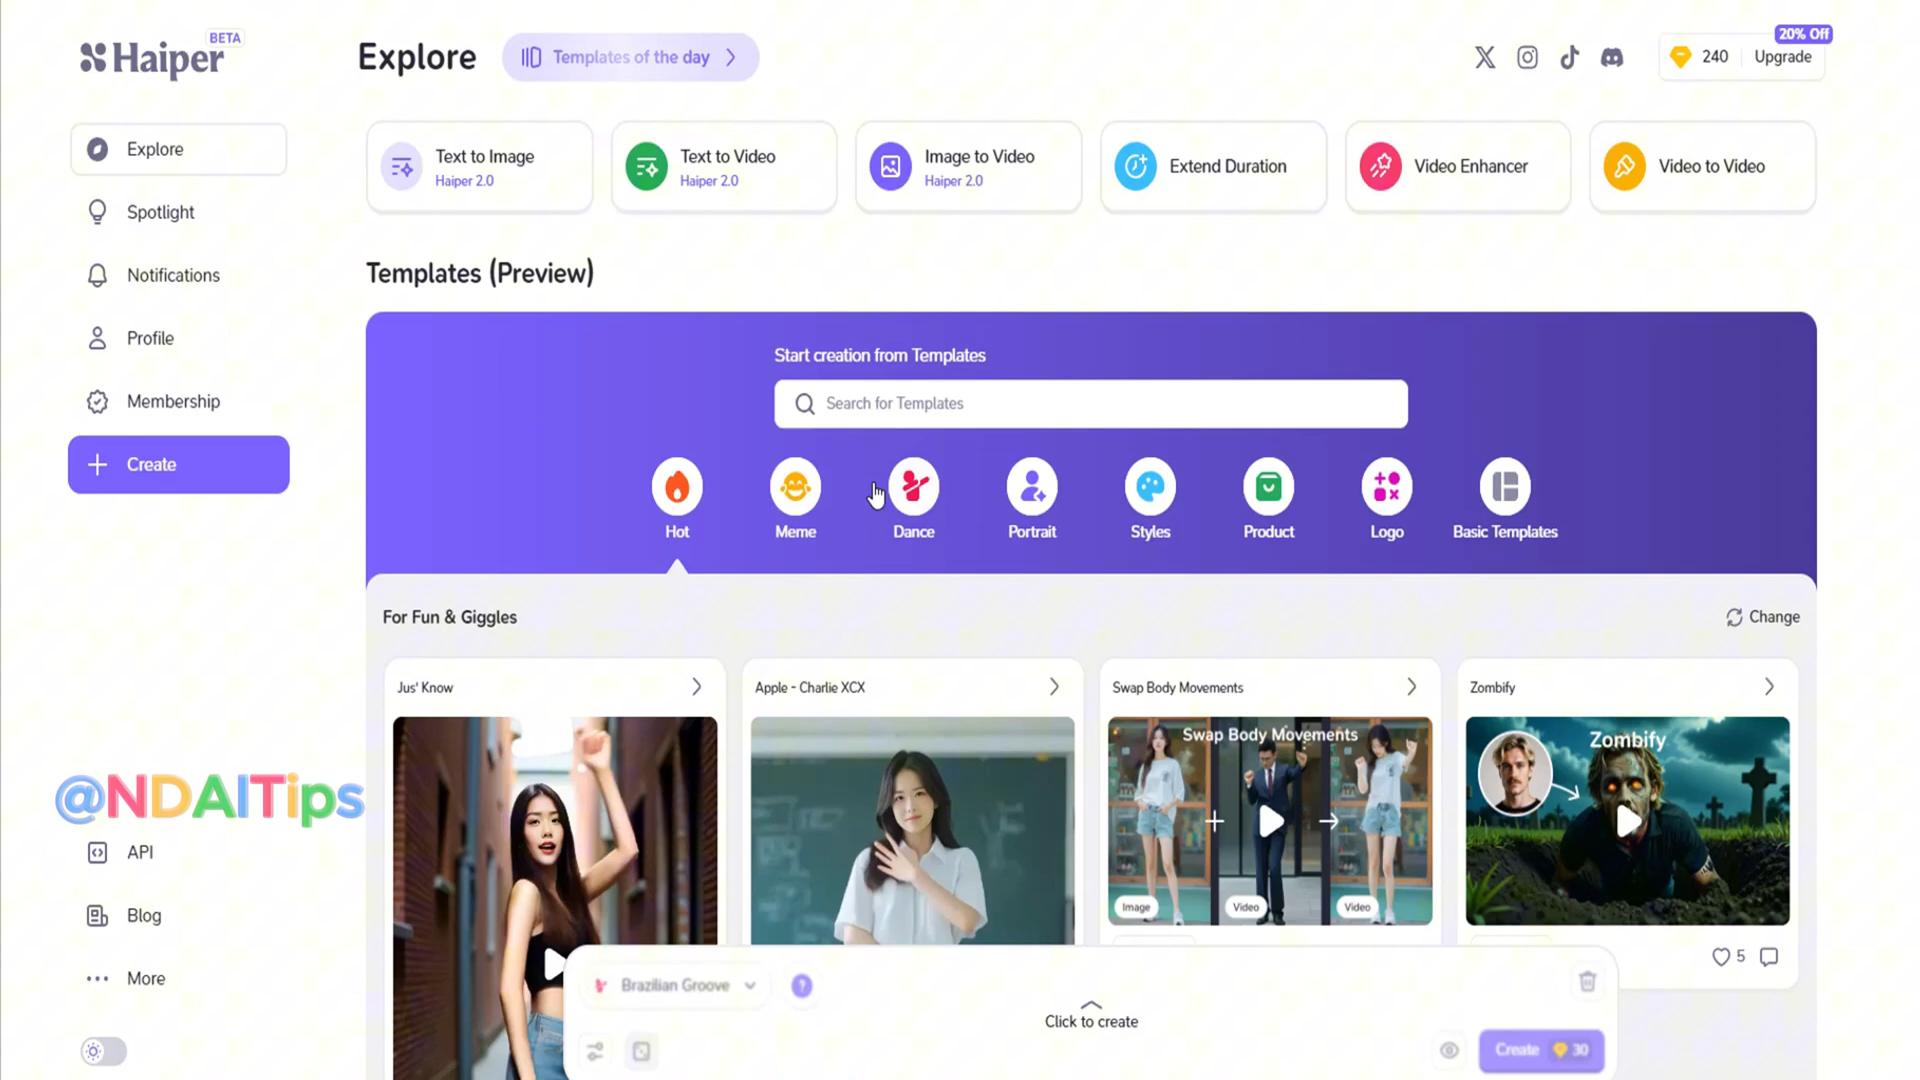 Haiper
BETA
Explore
Templates of the day
240
Upgrade
20% Off
Explore
Spotlight
Notifications
Profile
Membership
Create
@NDAITips
API
Blog
More
Text to Image
Haiper 2.0
Text to Video
Haiper 2.0
Image to Video
Haiper 2.0
Extend Duration
Video Enhancer
Video to Video
Templates (Preview)
Start creation from Templates
Search for Templates
Hot
Meme
Dance
Portrait
Styles
Product
Logo
Basic Templates
For Fun & Giggles
Change
Jus' Know
Apple - Charlie XCX
Swap Body Movements
Zombify
Swap Body Movements
Image
Video
Video
Zombify
5
Brazilian Groove
?
Click to create
Create
30